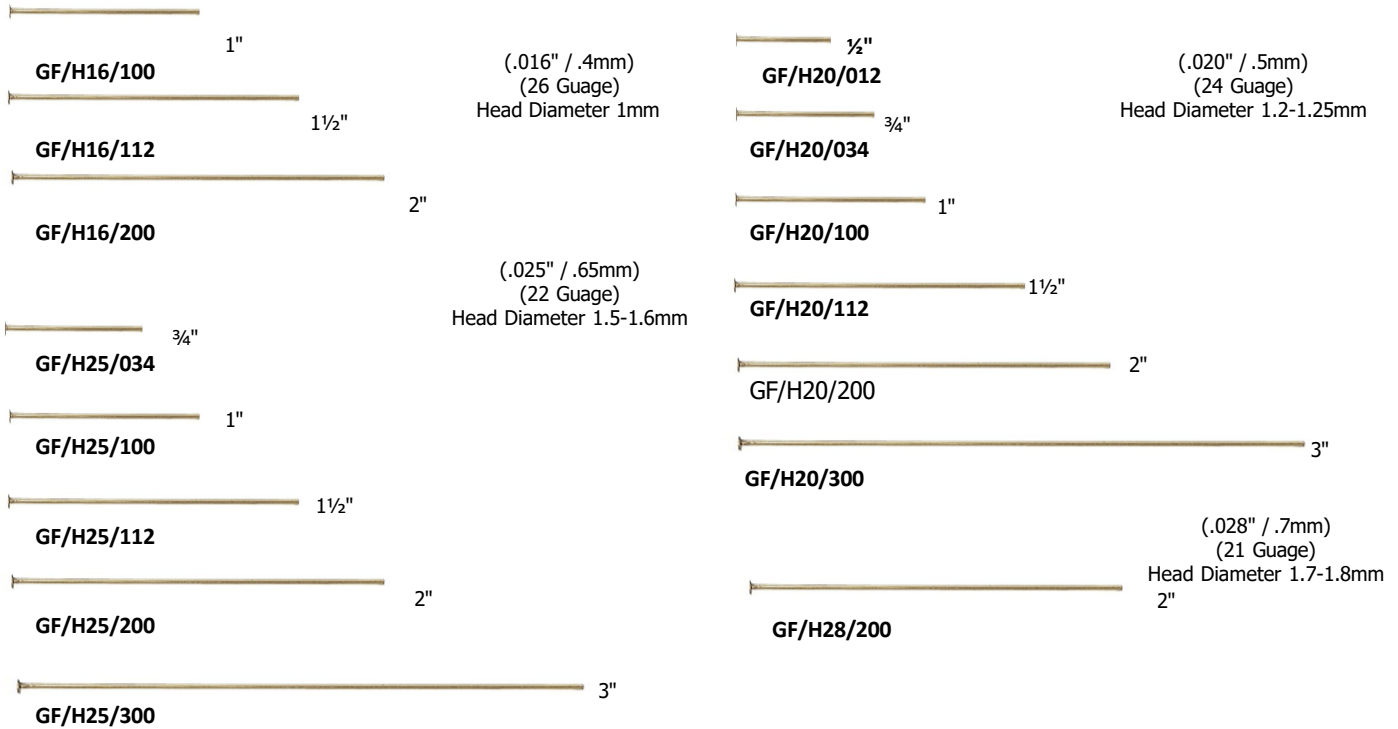 1"
GF/H16/100
1½"
GF/H16/112
2"
GF/H16/200
(.016" / .4mm)
(26 Guage)
Head Diameter 1mm
(.025" / .65mm)
(22 Guage)
Head Diameter 1.5-1.6mm
¾"
GF/H25/034
1"
GF/H25/100
1½"
GF/H25/112
2"
GF/H25/200
3"
GF/H25/300
½"
GF/H20/012
(.020" / .5mm)
(24 Guage)
Head Diameter 1.2-1.25mm
¾"
GF/H20/034
1"
GF/H20/100
1½"
GF/H20/112
2"
GF/H20/200
3"
GF/H20/300
(.028" / .7mm)
(21 Guage)
Head Diameter 1.7-1.8mm
2"
GF/H28/200